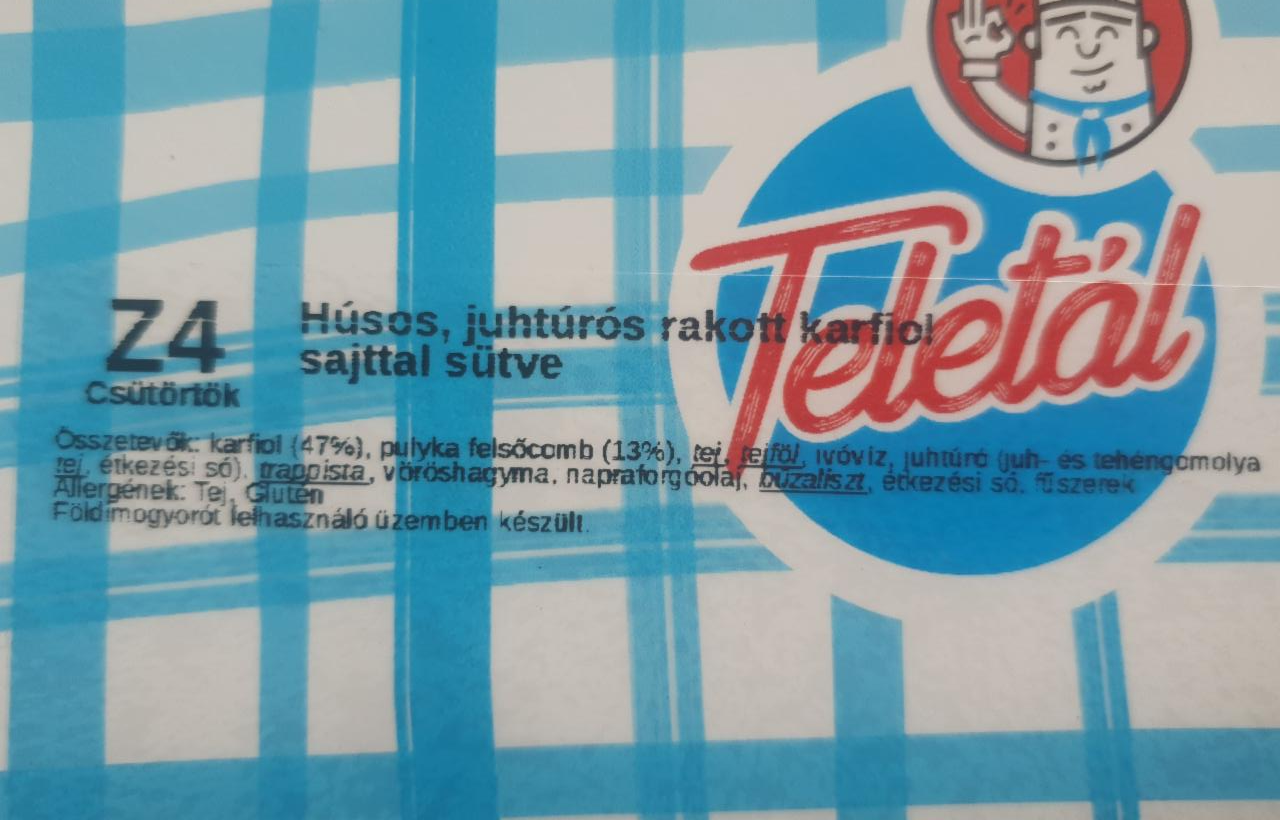 Teletál
Z4
Csütörtök
Húsos, juhtúrós rakott karfiol
sajttal sütve
Összetevők: karfiol (47%), pulyka felsőcomb (13%), tej, tejföl, ivóvíz, juhtúró (juh- és tehéngomolya
tej, étkezési só), trappista, vöröshagyma, napraforgóolaj, búzaliszt, étkezési só, fűszerek
Allergének: Tej, Glutén
Földimogyorót felhasználó üzemben készült.